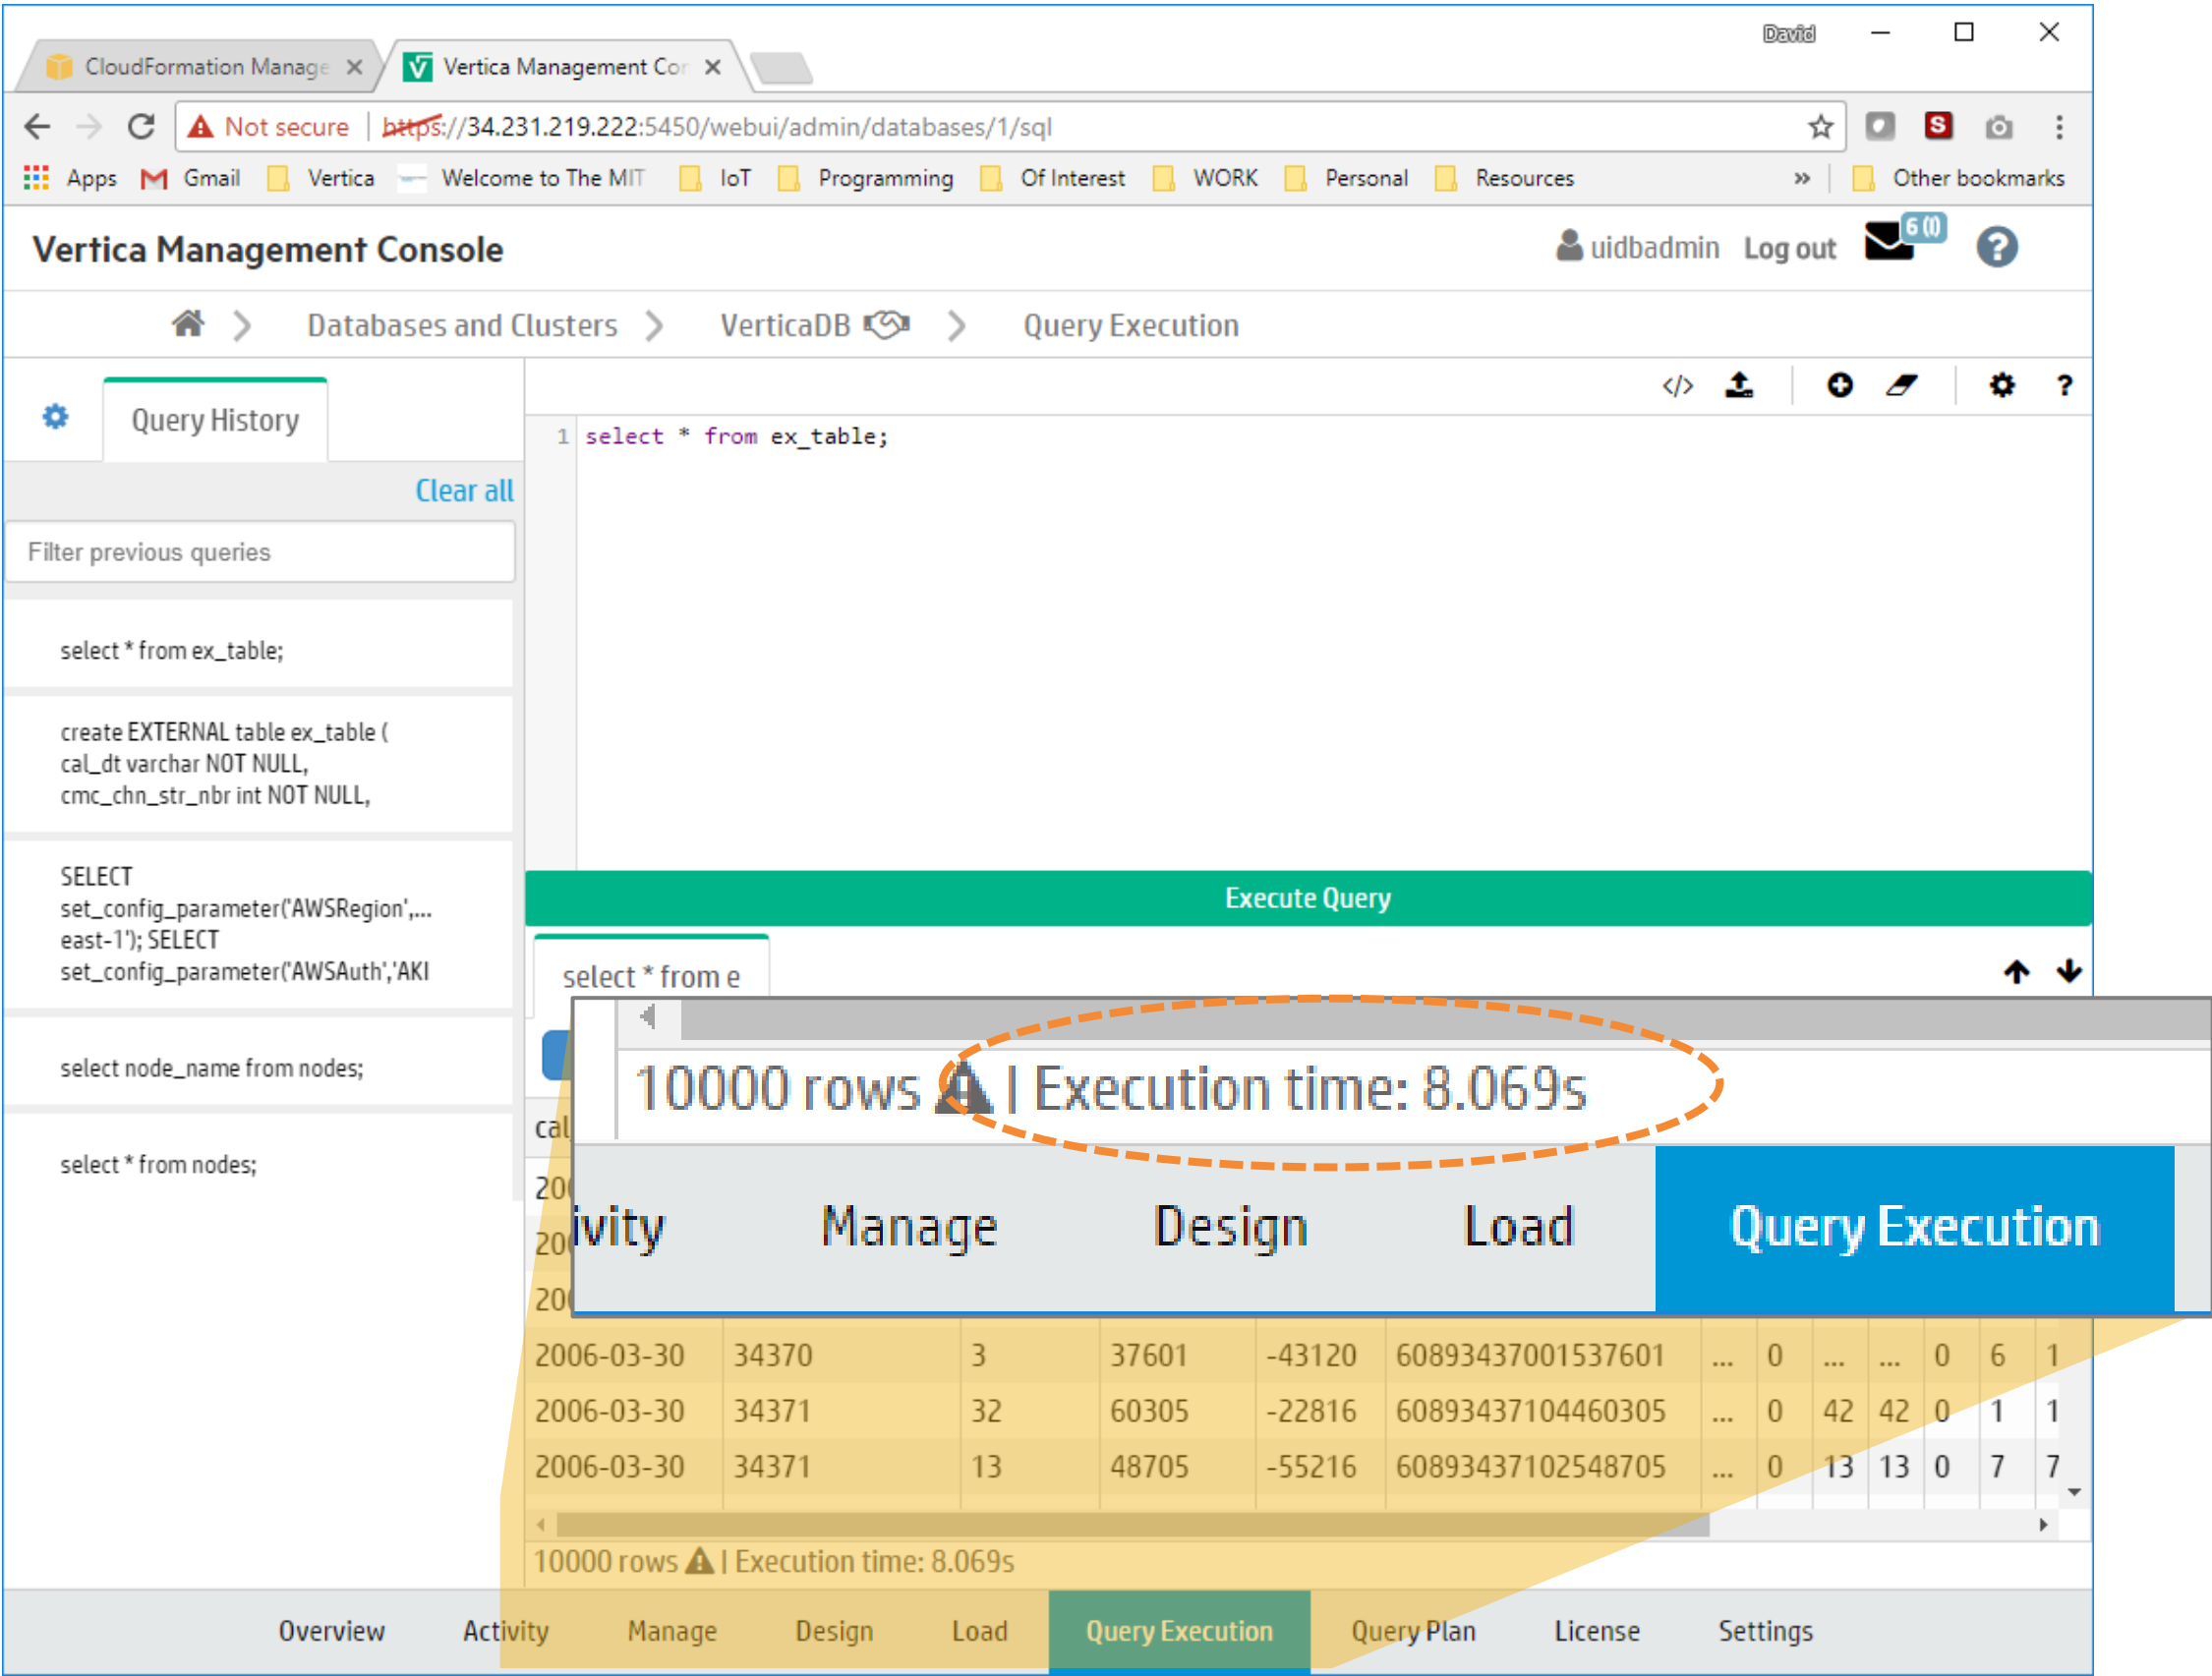 David
CloudFormation Manage
Vertica Management Con
Not secure | https://34.231.219.222:5450/webui/admin/databases/1/sql
Apps Gmail Vertica Welcome to The MIT IoT Programming Of Interest WORK Personal Resources » Other bookmarks
Vertica Management Console
uidbadmin Log out 6 (!) ?
Databases and Clusters > VerticaDB > Query Execution
Query History
</> ?
1 select * from ex_table;
Clear all
Filter previous queries
select * from ex_table;
create EXTERNAL table ex_table (
cal_dt varchar NOT NULL,
cmc_chn_str_nbr int NOT NULL,
SELECT
set_config_parameter('AWSRegion',...
east-1'); SELECT
set_config_parameter('AWSAuth','AKI
select node_name from nodes;
select * from nodes;
Execute Query
select * from e
10000 rows | Execution time: 8.069s
ivity Manage Design Load Query Execution
cal
200
200
200
2006-03-30 34370 3 37601 -43120 60893437001537601 ... 0 ... ... 0 6 1
2006-03-30 34371 32 60305 -22816 60893437104460305 ... 0 42 42 0 1 1
2006-03-30 34371 13 48705 -55216 60893437102548705 ... 0 13 13 0 7 7
10000 rows | Execution time: 8.069s
Overview Activity Manage Design Load Query Execution Query Plan License Settings